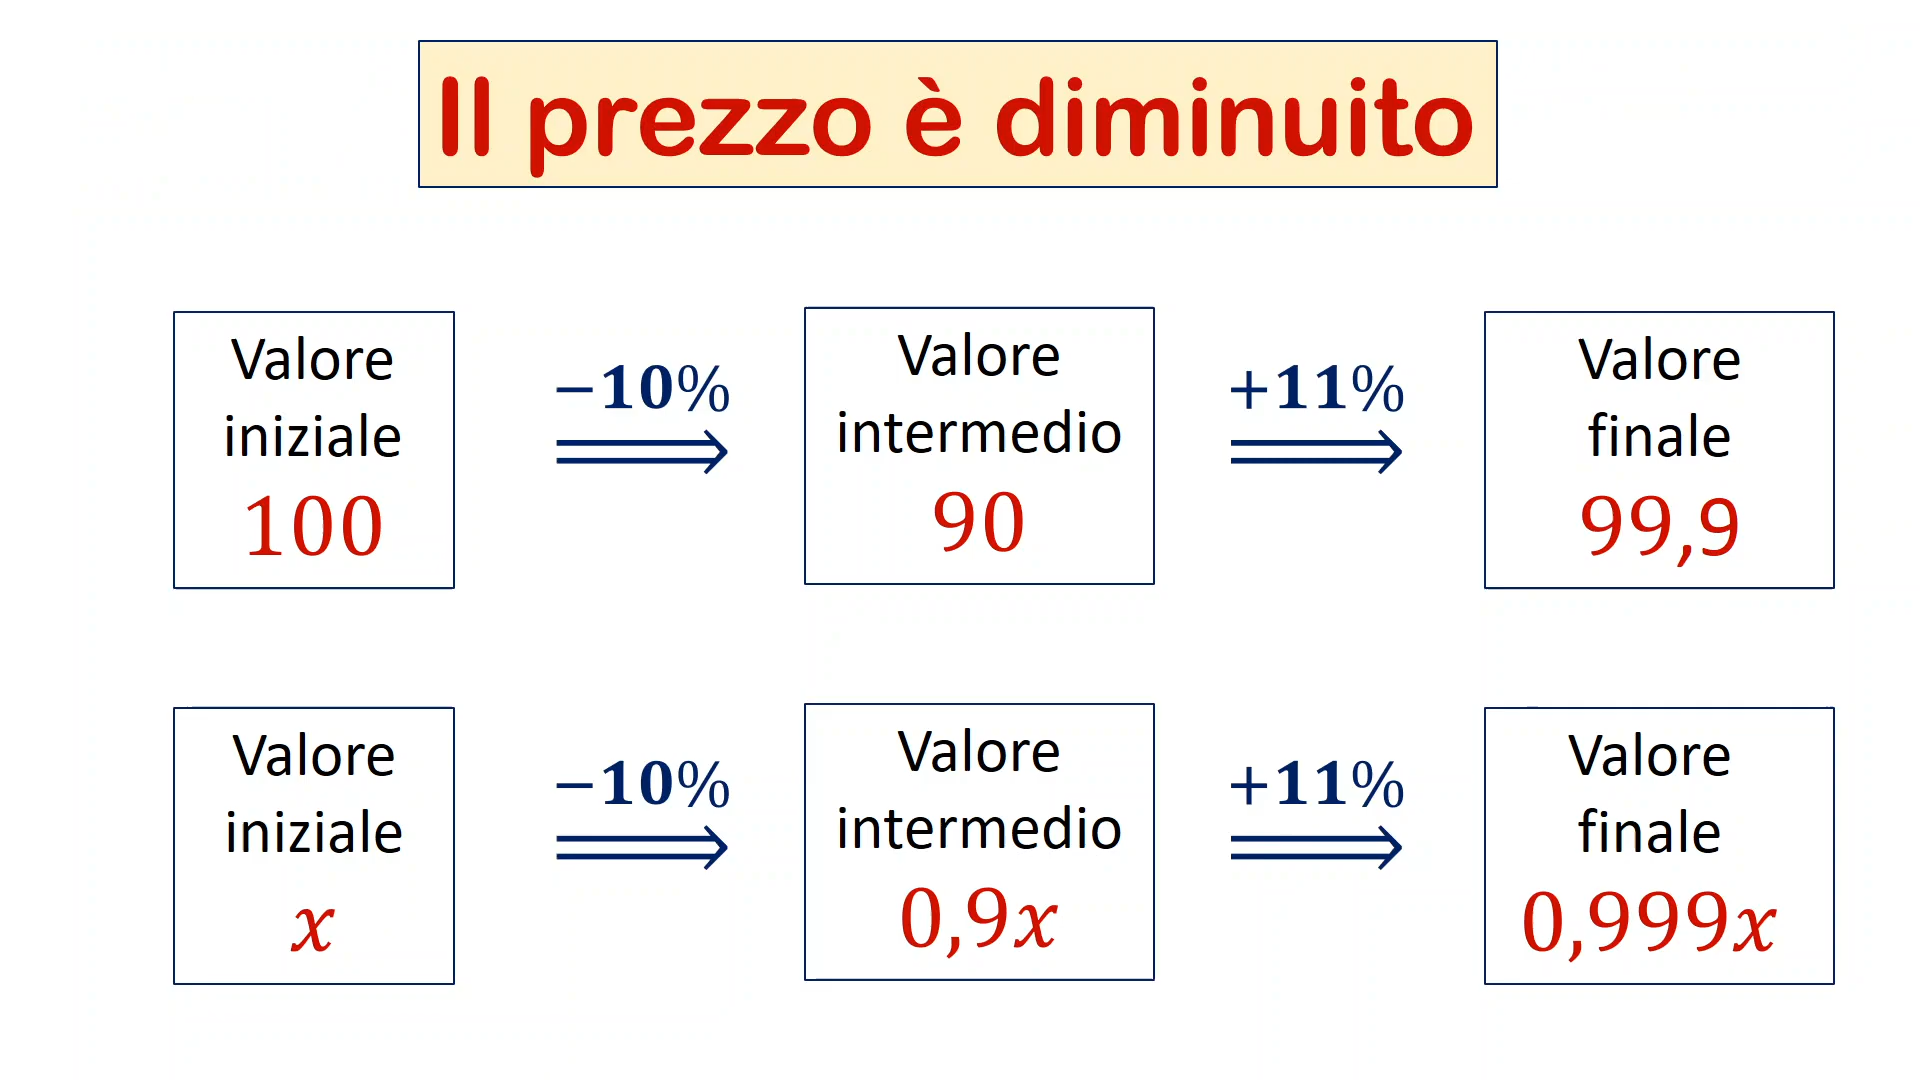 Il prezzo è diminuito
Valore
iniziale
100
−10%
⟹
Valore
intermedio
90
+11%
⟹
Valore
finale
99,9
Valore
iniziale
x
−10%
⟹
Valore
intermedio
0,9x
+11%
⟹
Valore
finale
0,999x